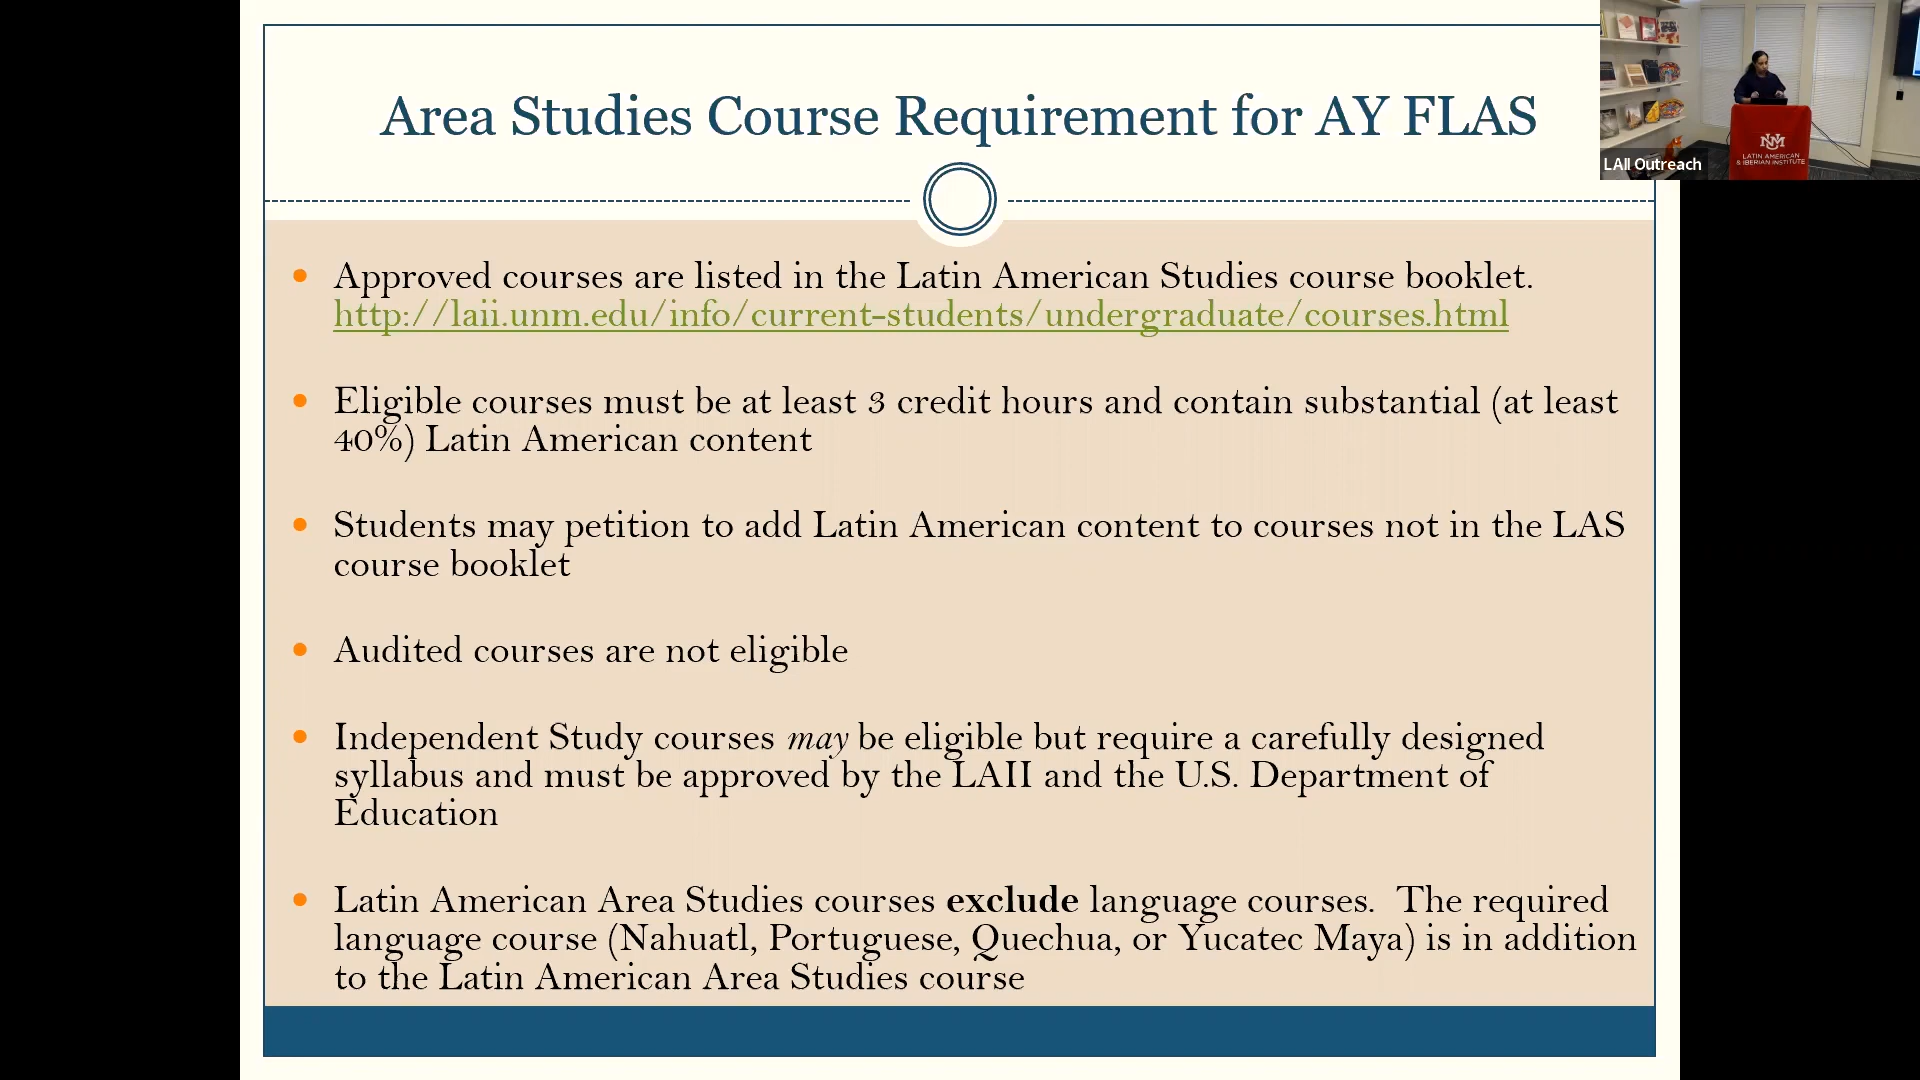 Area Studies Course Requirement for AY FLAS
LAII Outreach
LATIN AMERICAN
& IBERIAN INSTITUTE
Approved courses are listed in the Latin American Studies course booklet.
http://laii.unm.edu/info/current-students/undergraduate/courses.html
Eligible courses must be at least 3 credit hours and contain substantial (at least
40%) Latin American content
Students may petition to add Latin American content to courses not in the LAS
course booklet
Audited courses are not eligible
Independent Study courses may be eligible but require a carefully designed
syllabus and must be approved by the LAII and the U.S. Department of
Education
Latin American Area Studies courses exclude language courses. The required
language course (Nahuatl, Portuguese, Quechua, or Yucatec Maya) is in addition
to the Latin American Area Studies course